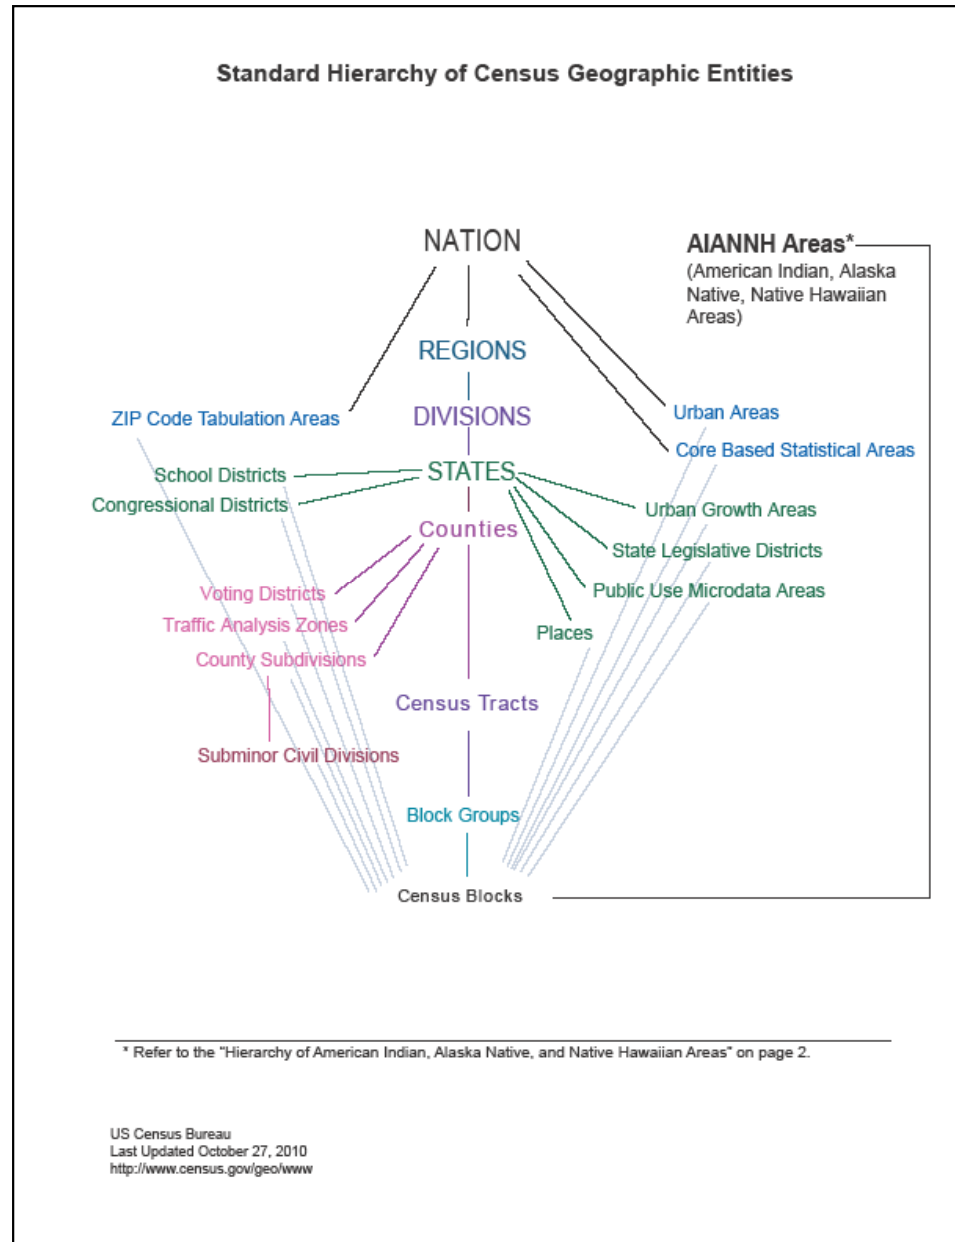 Standard Hierarchy of Census Geographic Entities
NATION
AIANNH Areas*
(American Indian, Alaska
Native, Native Hawaiian
Areas)
REGIONS
ZIP Code Tabulation Areas
DIVISIONS
Urban Areas
Core Based Statistical Areas
School Districts
STATES
Congressional Districts
Urban Growth Areas
Counties
State Legislative Districts
Voting Districts
Public Use Microdata Areas
Traffic Analysis Zones
Places
County Subdivisions
Census Tracts
Subminor Civil Divisions
Block Groups
Census Blocks
* Refer to the "Hierarchy of American Indian, Alaska Native, and Native Hawaiian Areas" on page 2.
US Census Bureau
Last Updated October 27, 2010
http://www.census.gov/geo/www